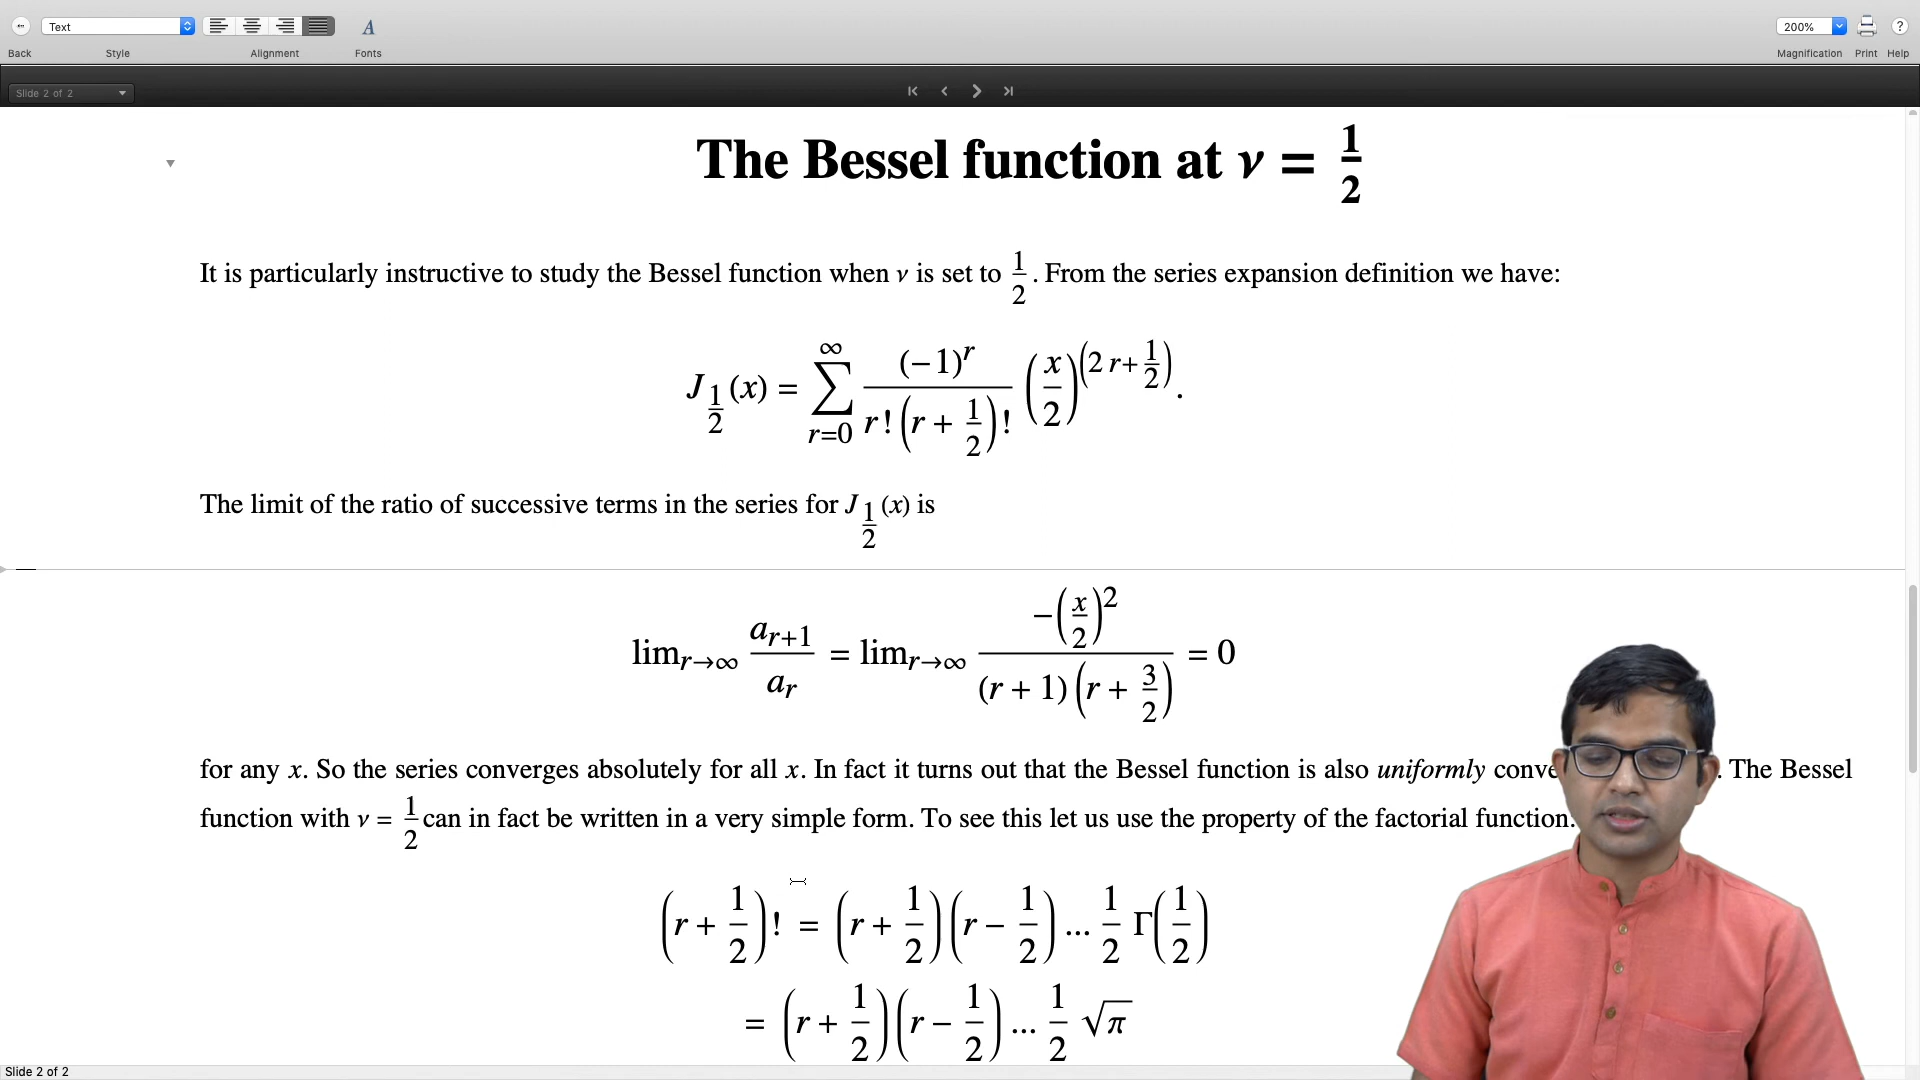 Text
200%
Back
Style
Alignment
Fonts
Magnification
Print
Help
Slide 2 of 2
The Bessel function at ν = 1/2
It is particularly instructive to study the Bessel function when ν is set to 1/2. From the series expansion definition we have:
J_{1/2}(x) = ∑_{r=0}^{∞} (−1)^r / (r! (r + 1/2)!) (x/2)^(2 r + 1/2).
The limit of the ratio of successive terms in the series for J_{1/2}(x) is
lim_{r→∞} a_{r+1}/a_r = lim_{r→∞} −(x/2)^2 / ((r + 1) (r + 3/2)) = 0
for any x. So the series converges absolutely for all x. In fact it turns out that the Bessel function is also uniformly . The Bessel
function with ν = 1/2 can in fact be written in a very simple form. To see this let us use the property of the factorial function.
(r + 1/2)! = (r + 1/2)(r − 1/2) ... 1/2 Γ(1/2)
= (r + 1/2)(r − 1/2) ... 1/2 √π
Slide 2 of 2